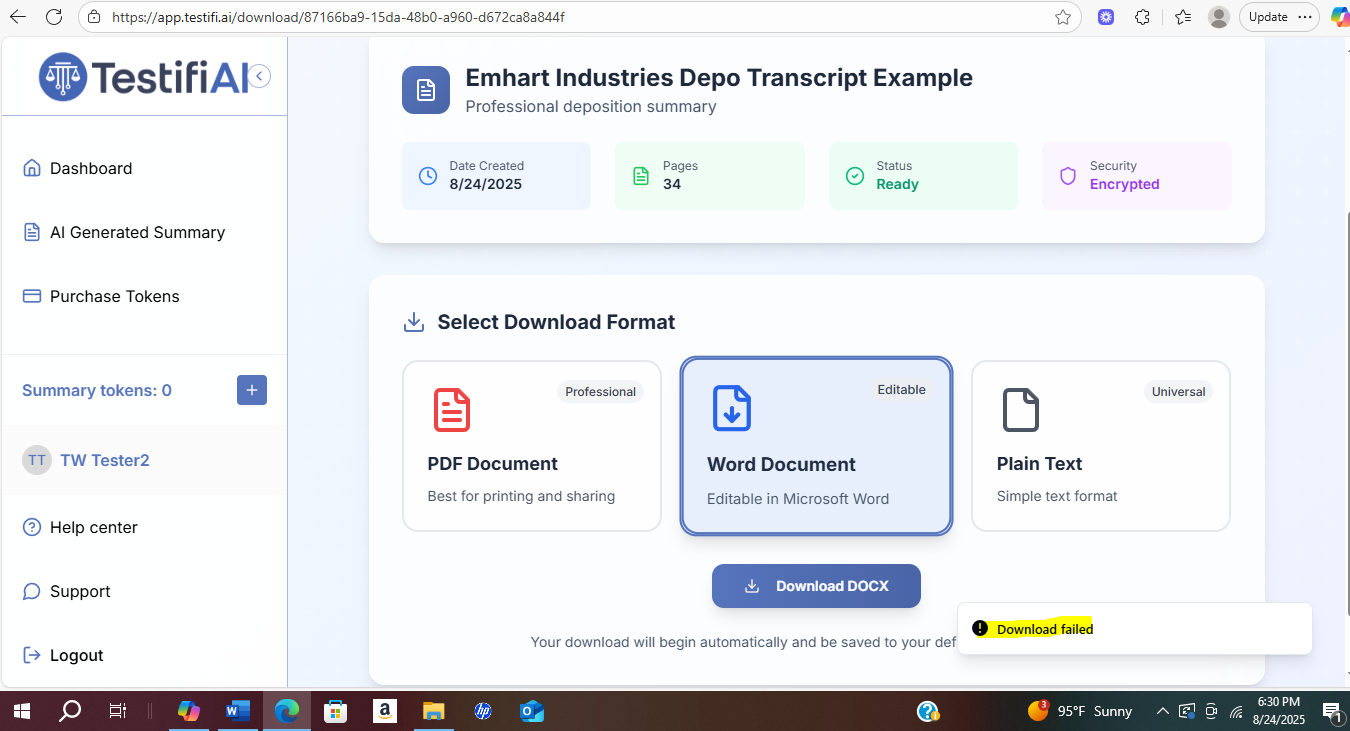 https://app.testifi.ai/download/87166ba9-15da-48b0-a960-d672ca8a844f
Update
TestifiAI
Dashboard
AI Generated Summary
Purchase Tokens
Summary tokens: 0
+
TT TW Tester2
Help center
Support
Logout
Emhart Industries Depo Transcript Example
Professional deposition summary
Date Created
8/24/2025
Pages
34
Status
Ready
Security
Encrypted
Select Download Format
Professional
PDF Document
Best for printing and sharing
Editable
Word Document
Editable in Microsoft Word
Universal
Plain Text
Simple text format
Download DOCX
Your download will begin automatically and be saved to your def
Download failed
3
95°F Sunny
6:30 PM
8/24/2025
1